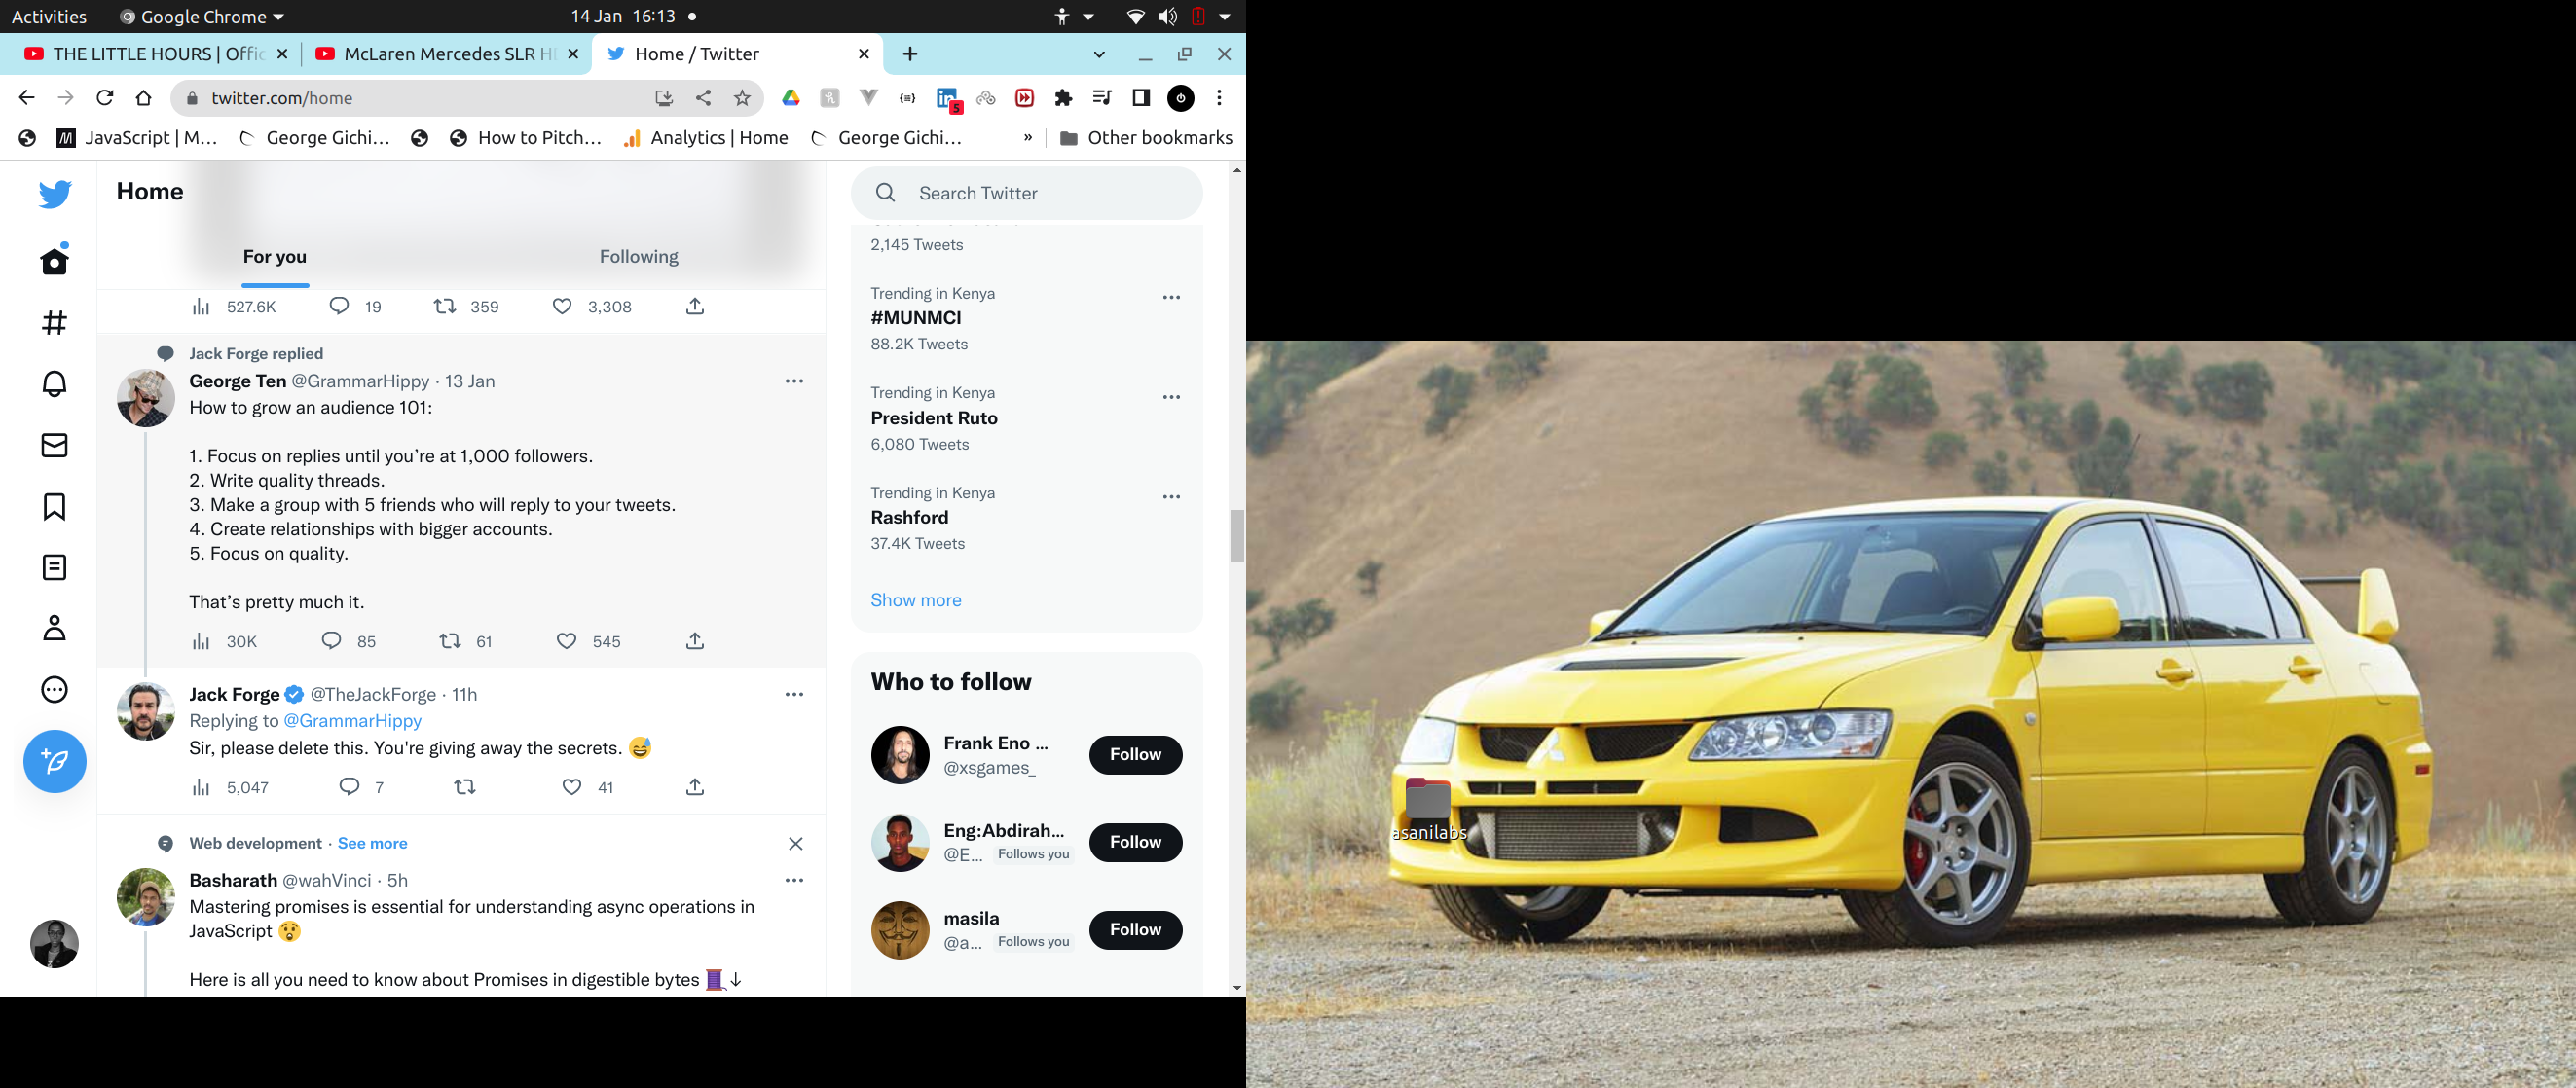 Activities
Google Chrome
14 Jan 16:13
THE LITTLE HOURS | Offic
McLaren Mercedes SLR H
Home / Twitter
twitter.com/home
5
JavaScript | M...
George Gichi...
How to Pitch...
Analytics | Home
George Gichi...
»
Other bookmarks
Home
For you
Following
527.6K
19
359
3,308
Jack Forge replied
George Ten @GrammarHippy · 13 Jan
How to grow an audience 101:
1. Focus on replies until you’re at 1,000 followers.
2. Write quality threads.
3. Make a group with 5 friends who will reply to your tweets.
4. Create relationships with bigger accounts.
5. Focus on quality.
That’s pretty much it.
30K
85
61
545
Jack Forge @TheJackForge · 11h
Replying to @GrammarHippy
Sir, please delete this. You're giving away the secrets. 😅
5,047
7
41
Web development · See more
Basharath @wahVinci · 5h
Mastering promises is essential for understanding async operations in
JavaScript 😲
Here is all you need to know about Promises in digestible bytes 🧵↓
Search Twitter
2,145 Tweets
Trending in Kenya
#MUNMCI
88.2K Tweets
Trending in Kenya
President Ruto
6,080 Tweets
Trending in Kenya
Rashford
37.4K Tweets
Show more
Who to follow
Frank Eno ...
@xsgames_
Follow
Eng:Abdirah...
@E... Follows you
Follow
masila
@a... Follows you
Follow
asanilabs